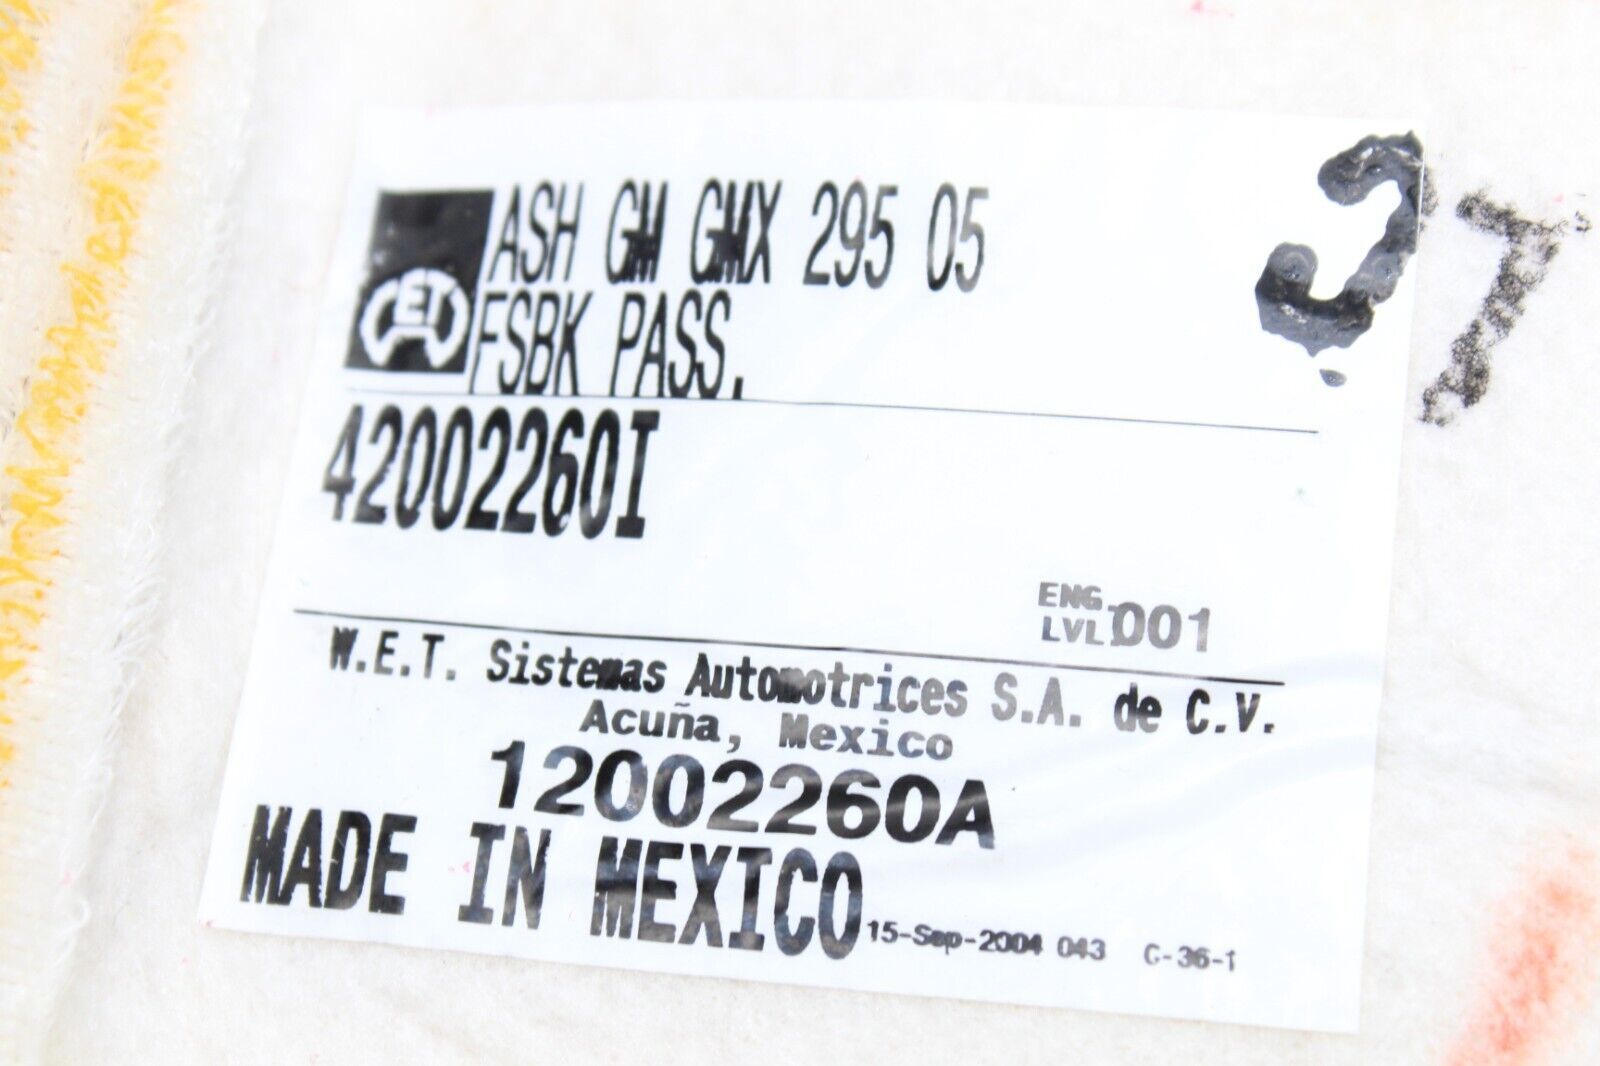 ASH GM GMX 295 05
FSBK PASS.
WET
42002260I
ENG.
LVL 001
W.E.T. Sistemas Automotrices S.A. de C.V.
Acuña, Mexico
12002260A
MADE IN MEXICO
15-Sep-2004 043 C-36-1